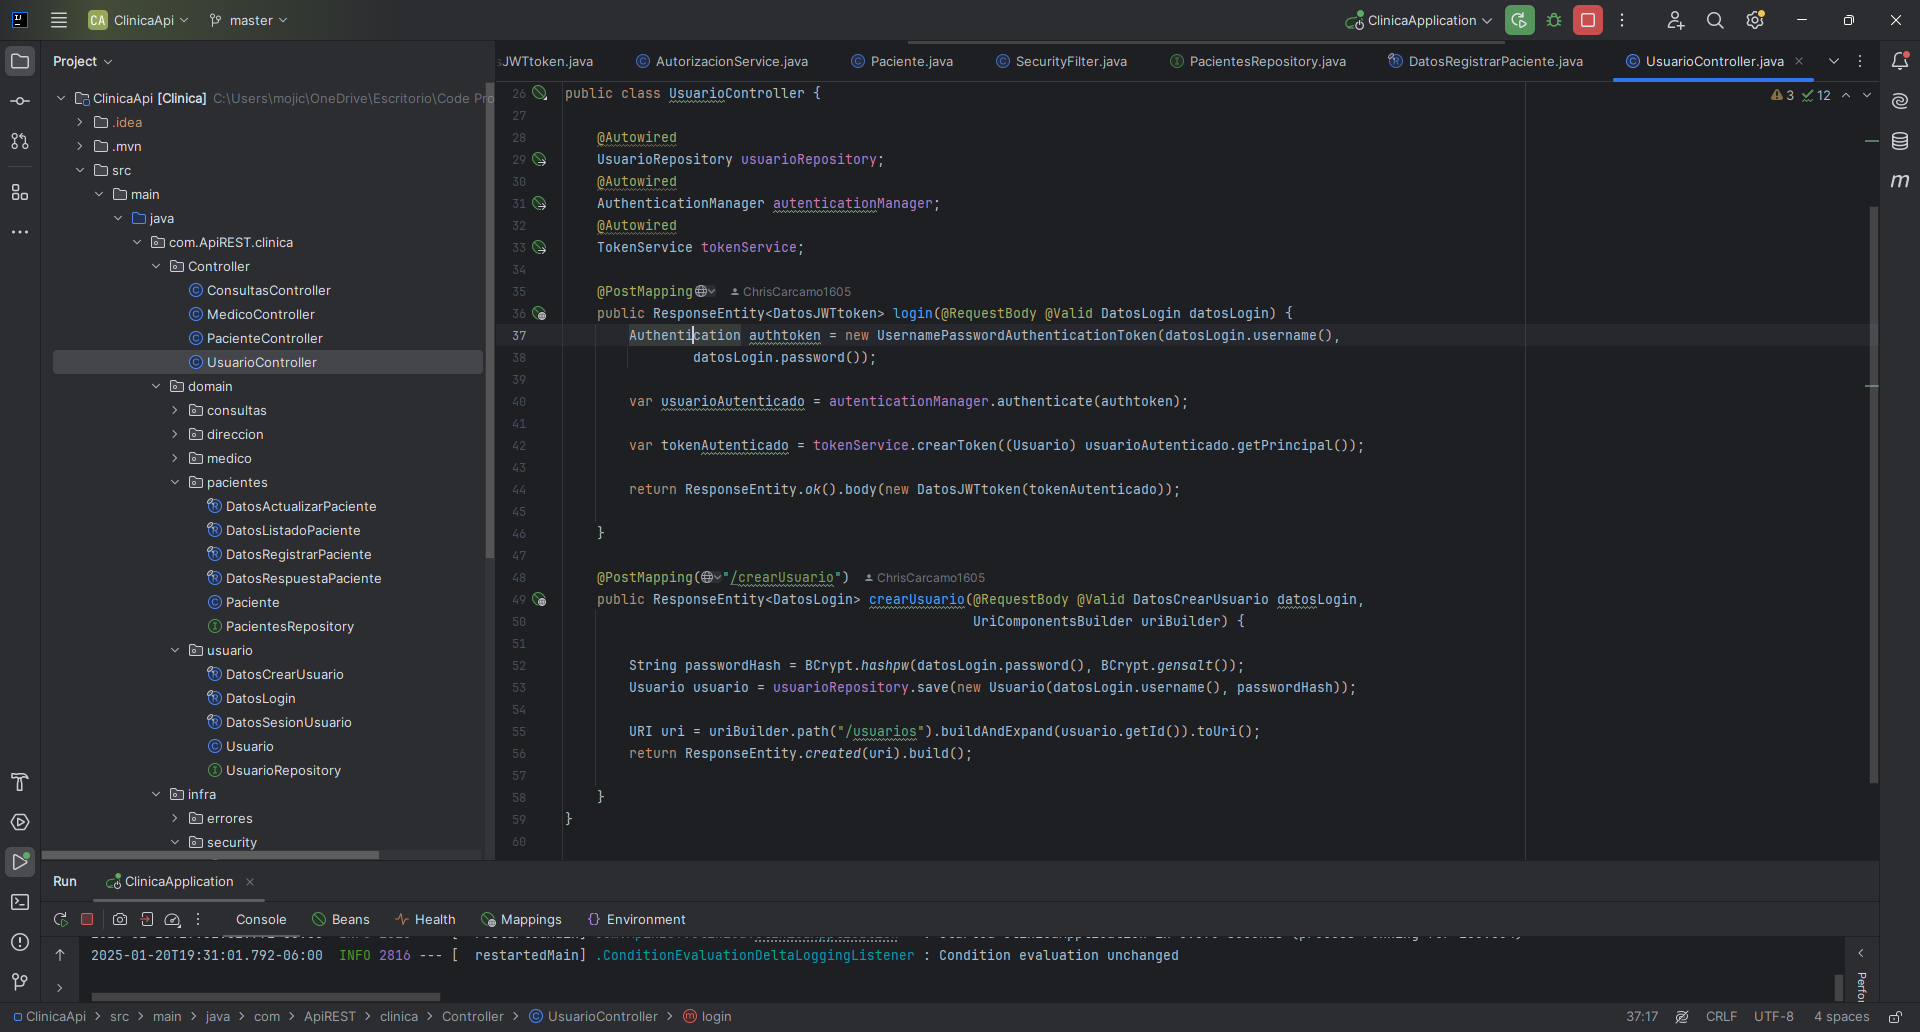 CA ClinicaApi master ClinicaApplication
Project
JWTtoken.java AutorizacionService.java Paciente.java SecurityFilter.java PacientesRepository.java DatosRegistrarPaciente.java UsuarioController.java
ClinicaApi [Clinica] C:\Users\mojic\OneDrive\Escritorio\Code Pro
.idea
.mvn
src
main
java
com.ApiREST.clinica
Controller
ConsultasController
MedicoController
PacienteController
UsuarioController
domain
consultas
direccion
medico
pacientes
DatosActualizarPaciente
DatosListadoPaciente
DatosRegistrarPaciente
DatosRespuestaPaciente
Paciente
PacientesRepository
usuario
DatosCrearUsuario
DatosLogin
DatosSesionUsuario
Usuario
UsuarioRepository
infra
errores
security
3 12
26 public class UsuarioController {
27
28 @Autowired
29 UsuarioRepository usuarioRepository;
30 @Autowired
31 AuthenticationManager autenticationManager;
32 @Autowired
33 TokenService tokenService;
34
35 @PostMapping ChrisCarcamo1605
36 public ResponseEntity<DatosJWTtoken> login(@RequestBody @Valid DatosLogin datosLogin) {
37 Authentication authtoken = new UsernamePasswordAuthenticationToken(datosLogin.username(),
38 datosLogin.password());
39
40 var usuarioAutenticado = autenticationManager.authenticate(authtoken);
41
42 var tokenAutenticado = tokenService.crearToken((Usuario) usuarioAutenticado.getPrincipal());
43
44 return ResponseEntity.ok().body(new DatosJWTtoken(tokenAutenticado));
45
46 }
47
48 @PostMapping("/crearUsuario") ChrisCarcamo1605
49 public ResponseEntity<DatosLogin> crearUsuario(@RequestBody @Valid DatosCrearUsuario datosLogin,
50 UriComponentsBuilder uriBuilder) {
51
52 String passwordHash = BCrypt.hashpw(datosLogin.password(), BCrypt.gensalt());
53 Usuario usuario = usuarioRepository.save(new Usuario(datosLogin.username(), passwordHash));
54
55 URI uri = uriBuilder.path("/usuarios").buildAndExpand(usuario.getId()).toUri();
56 return ResponseEntity.created(uri).build();
57
58 }
59 }
60
Run ClinicaApplication
Console Beans Health Mappings Environment
2025-01-20T19:31:01.792-06:00 INFO 2816 --- [ restartedMain] .ConditionEvaluationDeltaLoggingListener : Condition evaluation unchanged
Perfo
ClinicaApi > src > main > java > com > ApiREST > clinica > Controller > UsuarioController > login
37:17 CRLF UTF-8 4 spaces